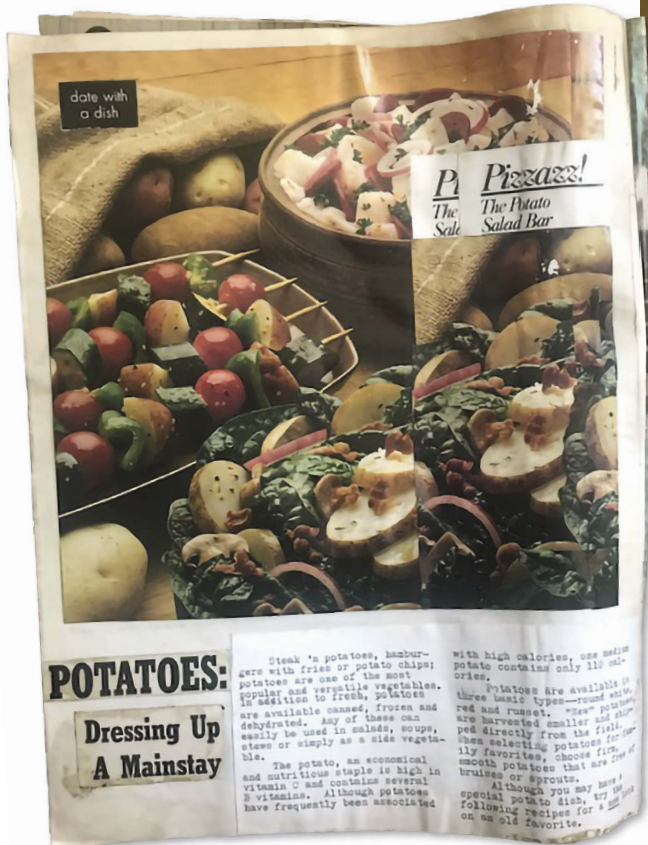 date with
a dish
Pi
The
Sala
Pizzazz!
The Potato
Salad Bar
POTATOES:
Dressing Up
A Mainstay
Steak 'n potatoes, hambur-
gers with fries or potato chips;
potatoes are one of the most
popular and versatile vegetables.
In addition to fresh, potatoes
are available canned, frozen and
dehydrated. Any of these can
easily be used in salads, soups,
stews or simply as a side vegeta-
ble.
The potato, an economical
and nutritious staple is high in
vitamin C and contains several
B vitamins. Although potatoes
have frequently been associated
with high calories, one medium
potato contains only 110 cal-
ories.
Potatoes are available in
three basic types—round white,
red and russet. "New" potatoes
are harvested smaller and ship-
ped directly from the field.
When selecting potatoes for fam-
ily favorites, choose firm,
smooth potatoes that are free of
bruises or sprouts.
Although you may have a
special potato dish, try the
following recipes for a new look
on an old favorite.